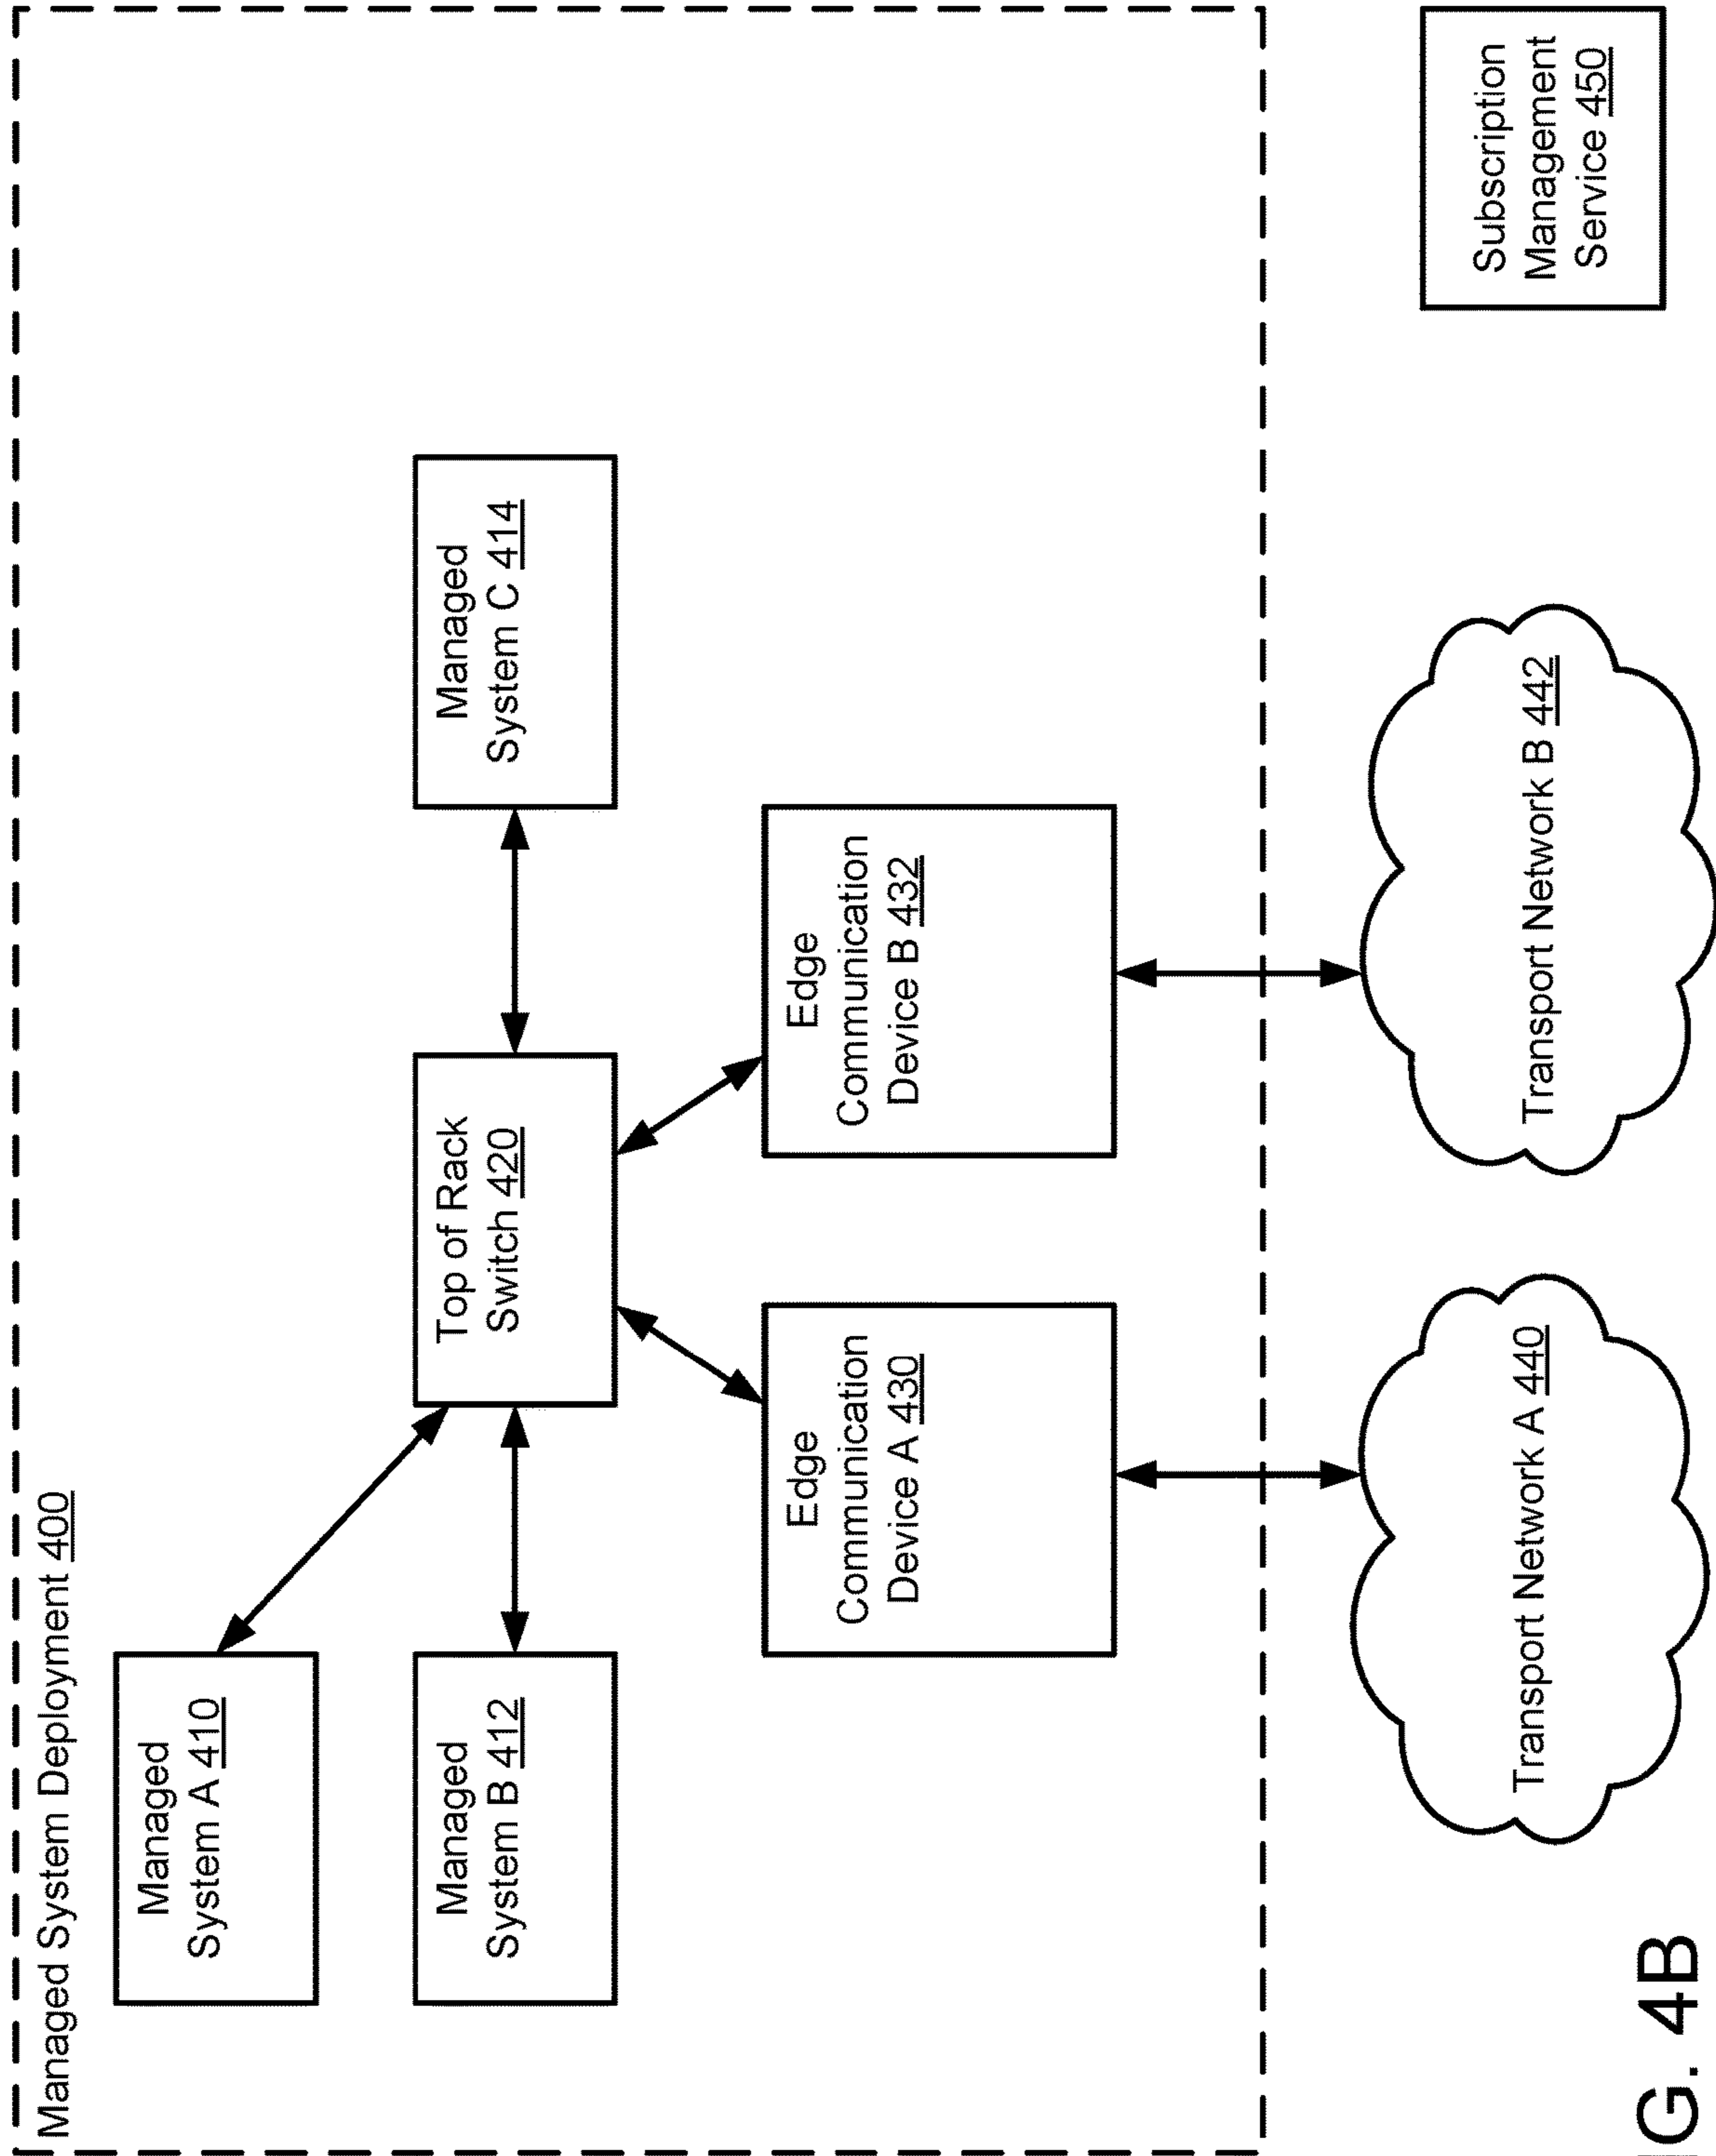 Managed System Deployment 400
Managed
System A 410
Managed
System B 412
Top of Rack
Switch 420
Managed
System C 414
Edge
Communication
Device A 430
Edge
Communication
Device B 432
Transport Network A 440
Transport Network B 442
Subscription
Management
Service 450
G. 4B